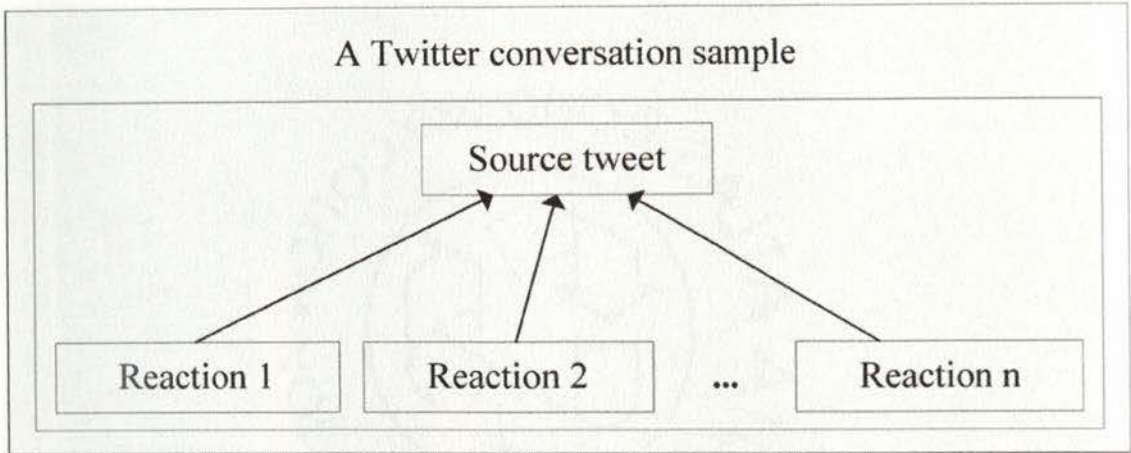 A Twitter conversation sample
Source tweet
Reaction 1 Reaction 2 ... Reaction n